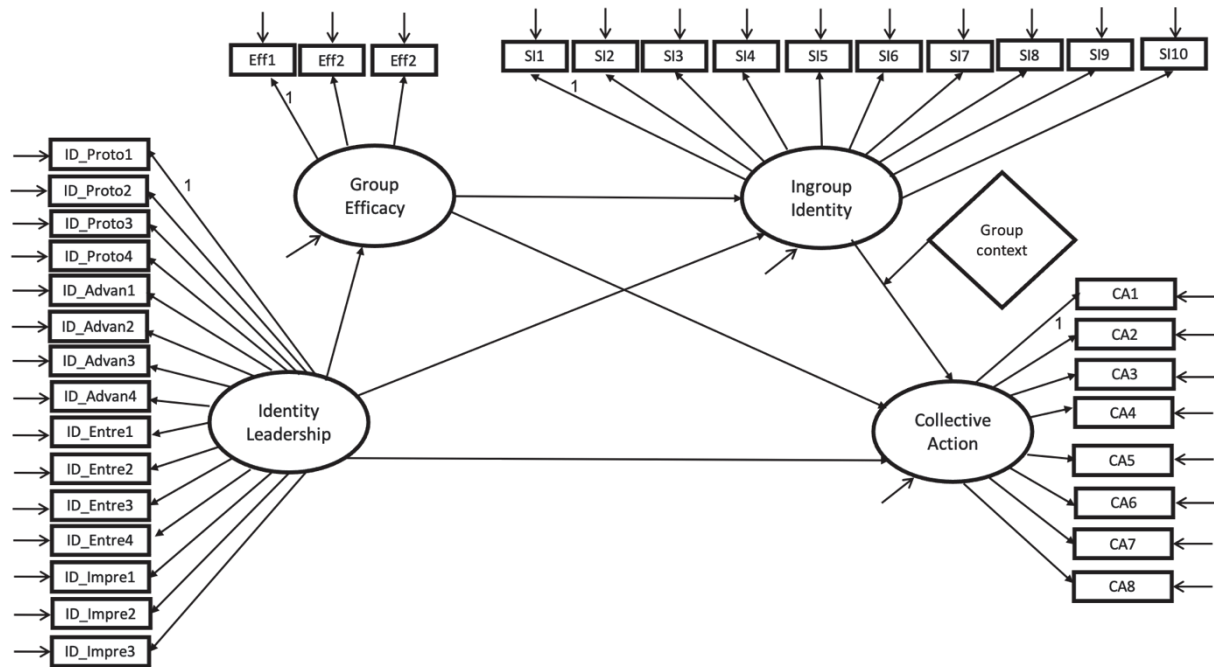 Eff1
Eff2
Eff2
SI1
SI2
SI3
SI4
SI5
SI6
SI7
SI8
SI9
SI10
1
1
ID_Proto1
ID_Proto2
ID_Proto3
ID_Proto4
ID_Advan1
ID_Advan2
ID_Advan3
ID_Advan4
ID_Entre1
ID_Entre2
ID_Entre3
ID_Entre4
ID_Impre1
ID_Impre2
ID_Impre3
1
Group
Efficacy
Ingroup
Identity
Group
context
Identity
Leadership
Collective
Action
1
CA1
CA2
CA3
CA4
CA5
CA6
CA7
CA8